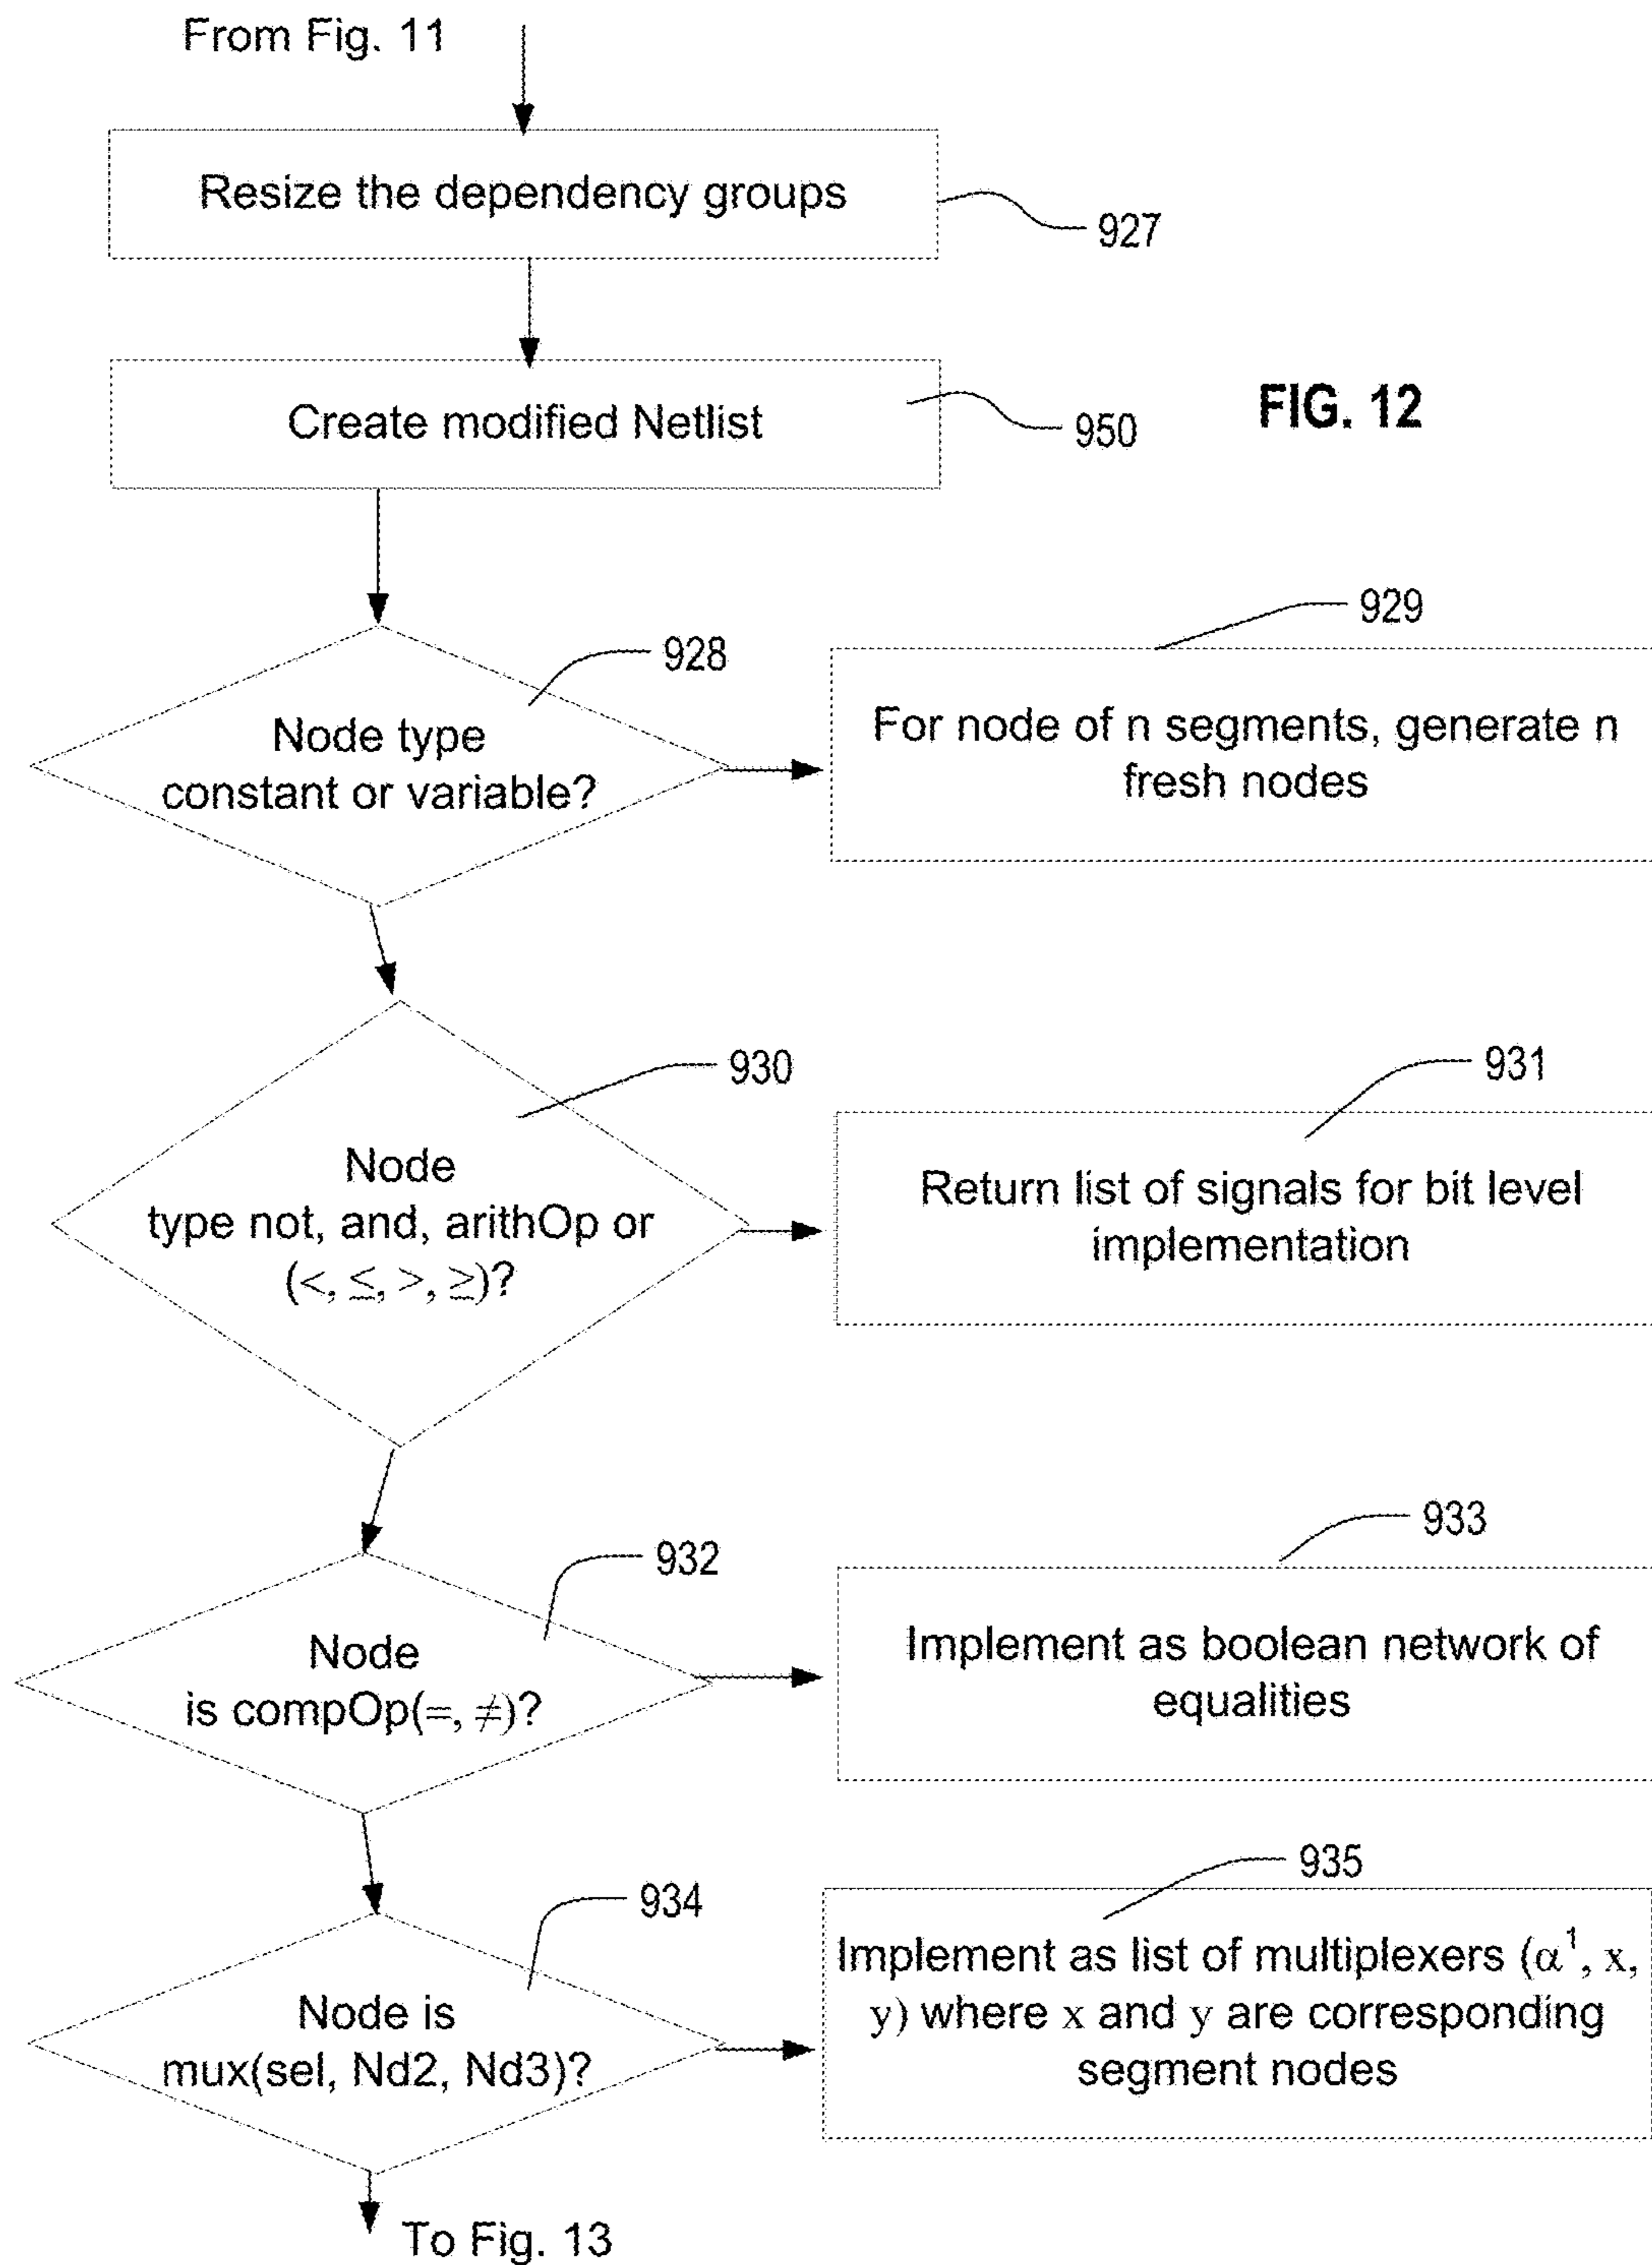 From Fig. 11
Resize the dependency groups
927
Create modified Netlist
950
FIG. 12
928
Node type
constant or variable?
929
For node of n segments, generate n
fresh nodes
930
Node
type not, and, arithOp or
(<, ≤, >, ≥)?
931
Return list of signals for bit level
implementation
932
Node
is compOp(=, ≠)?
933
Implement as boolean network of
equalities
934
Node is
mux(sel, Nd2, Nd3)?
935
Implement as list of multiplexers (α¹, x,
y) where x and y are corresponding
segment nodes
To Fig. 13